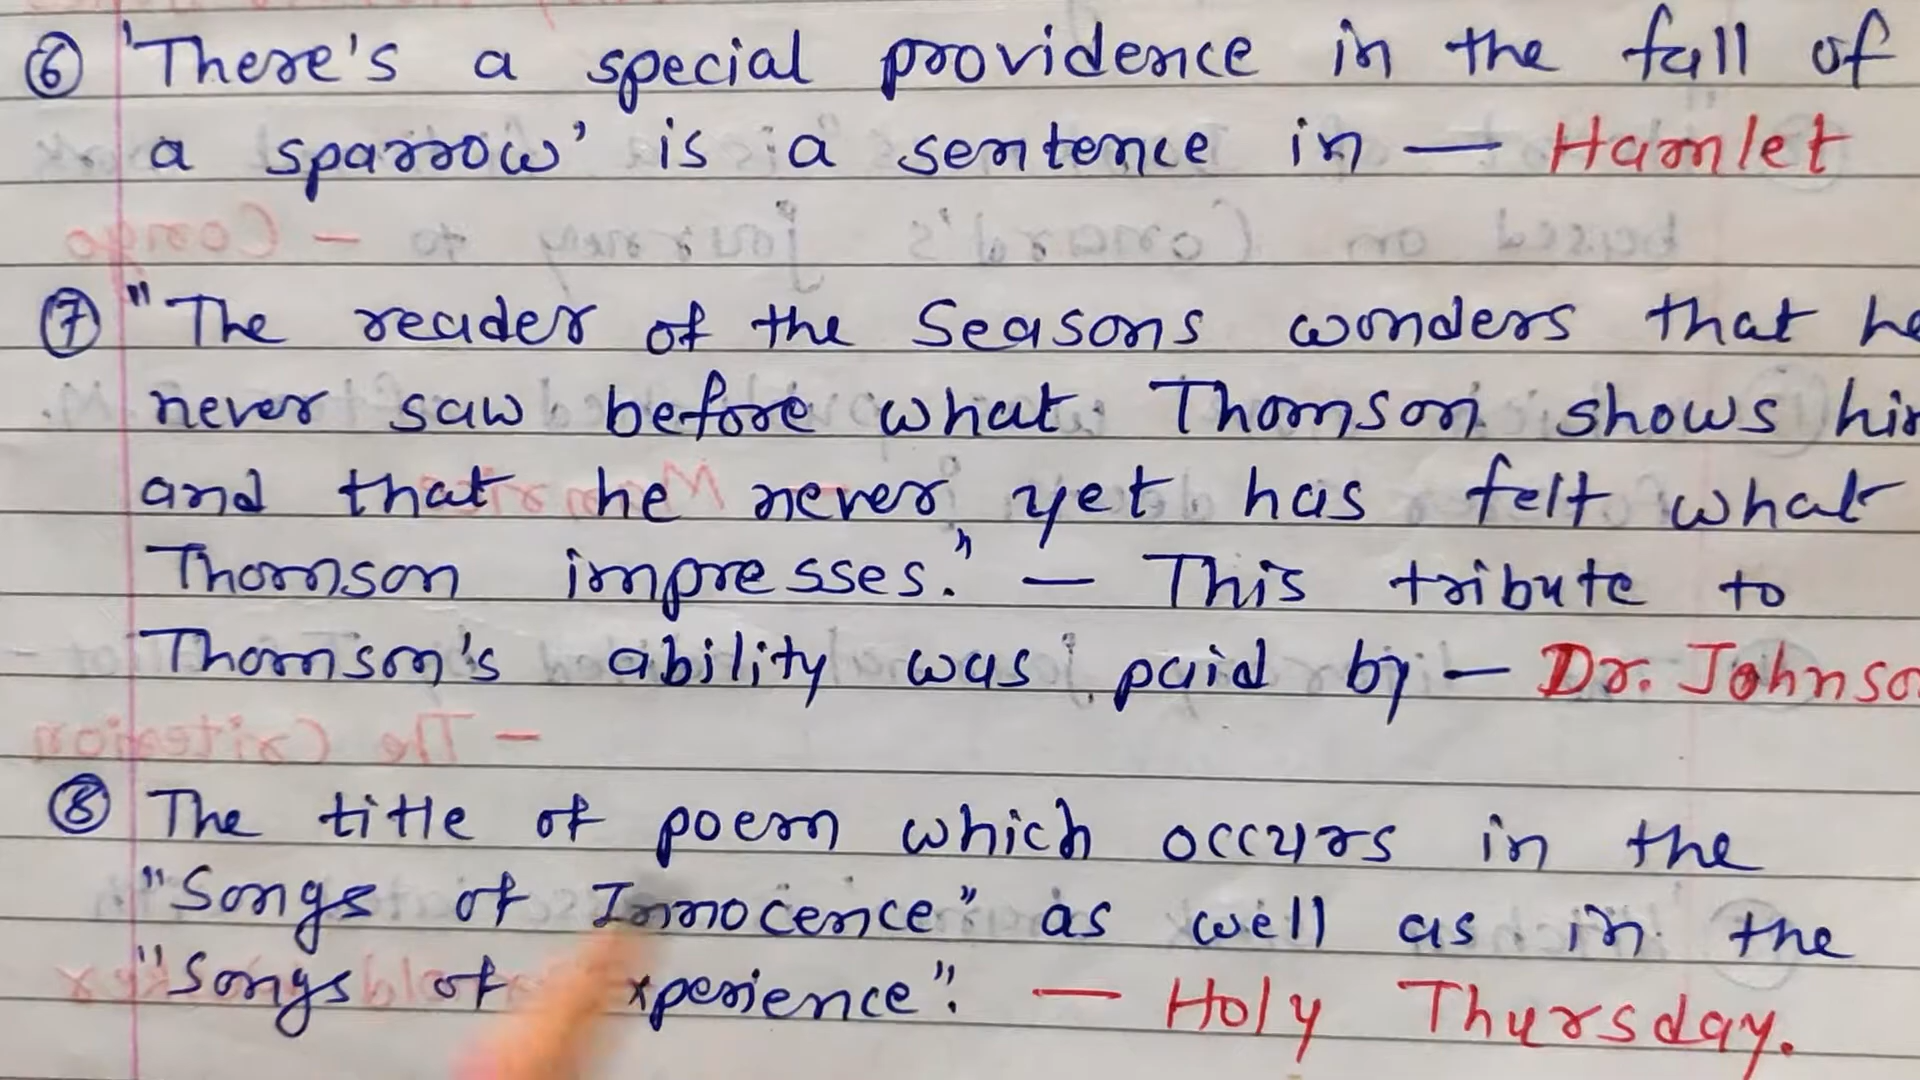 ⑥ 'There's a special providence in the fall of
a sparrow' is a sentence in — Hamlet
⑦ "The reader of the Seasons wonders that he
never saw before what Thomson shows him
and that he never yet has felt what
Thomson impresses." — This tribute to
Thomson's ability was paid by — Dr. Johnso
⑧ The title of poem which occurs in the
"Songs of Innocence" as well as in the
"Songs of xperience". — Holy Thursday.